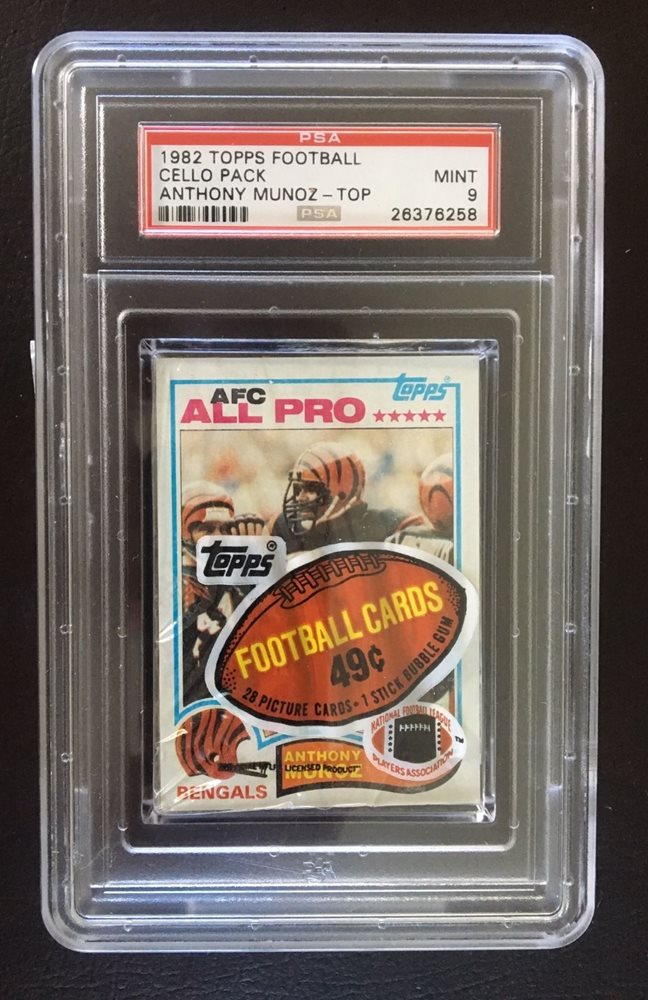 PSA
1982 TOPPS FOOTBALL
CELLO PACK MINT
ANTHONY MUNOZ - TOP 9
PSA 26376258
topps
AFC
ALL PRO ★★★★★
topps®
FOOTBALL CARDS
49¢
28 PICTURE CARDS • 1 STICK BUBBLE GUM
NATIONAL FOOTBALL LEAGUE
PLAYERS ASSOCIATION
ANTHONY
MUNOZ
LICENSED PRODUCT
BENGALS